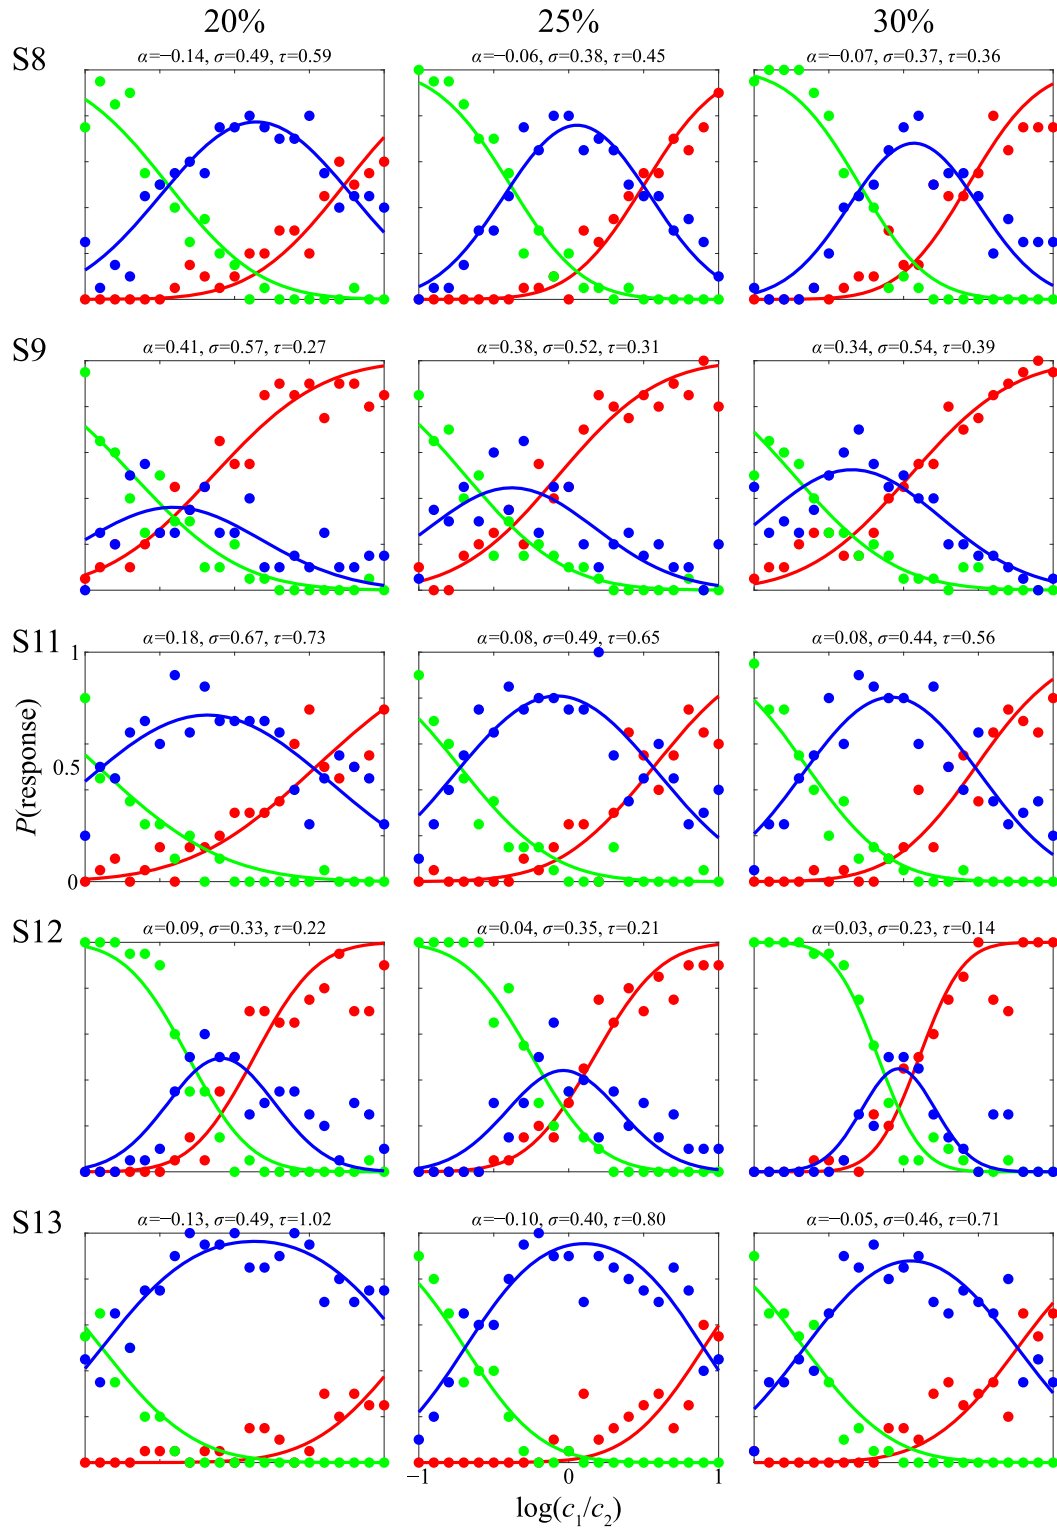 20% 25% 30%
S8
α=−0.14, σ=0.49, τ=0.59 α=−0.06, σ=0.38, τ=0.45 α=−0.07, σ=0.37, τ=0.36
S9
α=0.41, σ=0.57, τ=0.27 α=0.38, σ=0.52, τ=0.31 α=0.34, σ=0.54, τ=0.39
S11
α=0.18, σ=0.67, τ=0.73 α=0.08, σ=0.49, τ=0.65 α=0.08, σ=0.44, τ=0.56
1
P(response)
0.5
0
S12
α=0.09, σ=0.33, τ=0.22 α=0.04, σ=0.35, τ=0.21 α=0.03, σ=0.23, τ=0.14
S13
α=−0.13, σ=0.49, τ=1.02 α=−0.10, σ=0.40, τ=0.80 α=−0.05, σ=0.46, τ=0.71
−1 0 1
log(c₁/c₂)